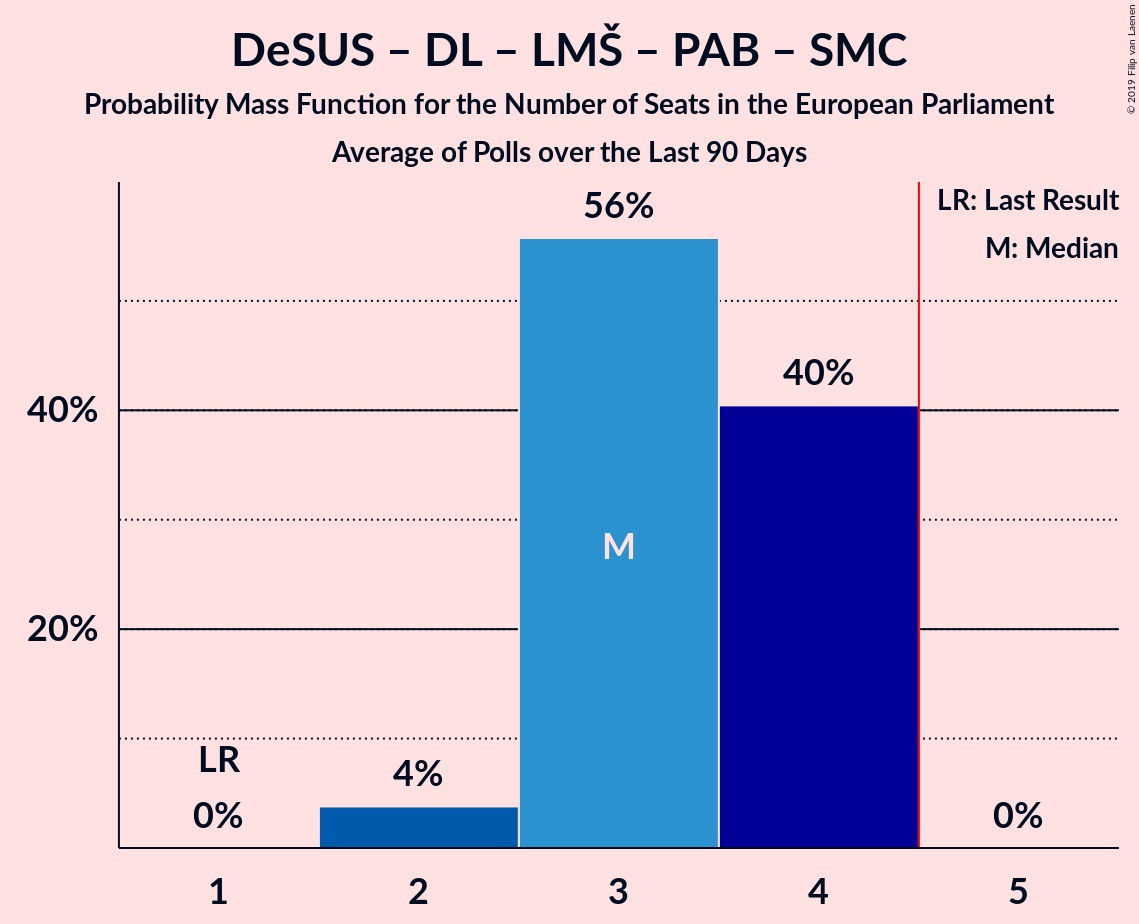 DeSUS – DL – LMŠ – PAB – SMC
Probability Mass Function for the Number of Seats in the European Parliament
Average of Polls over the Last 90 Days
© 2019 Filip van Laenen
LR: Last Result
M: Median
56%
40%
40%
M
20%
LR
4%
0%
0%
1 2 3 4 5